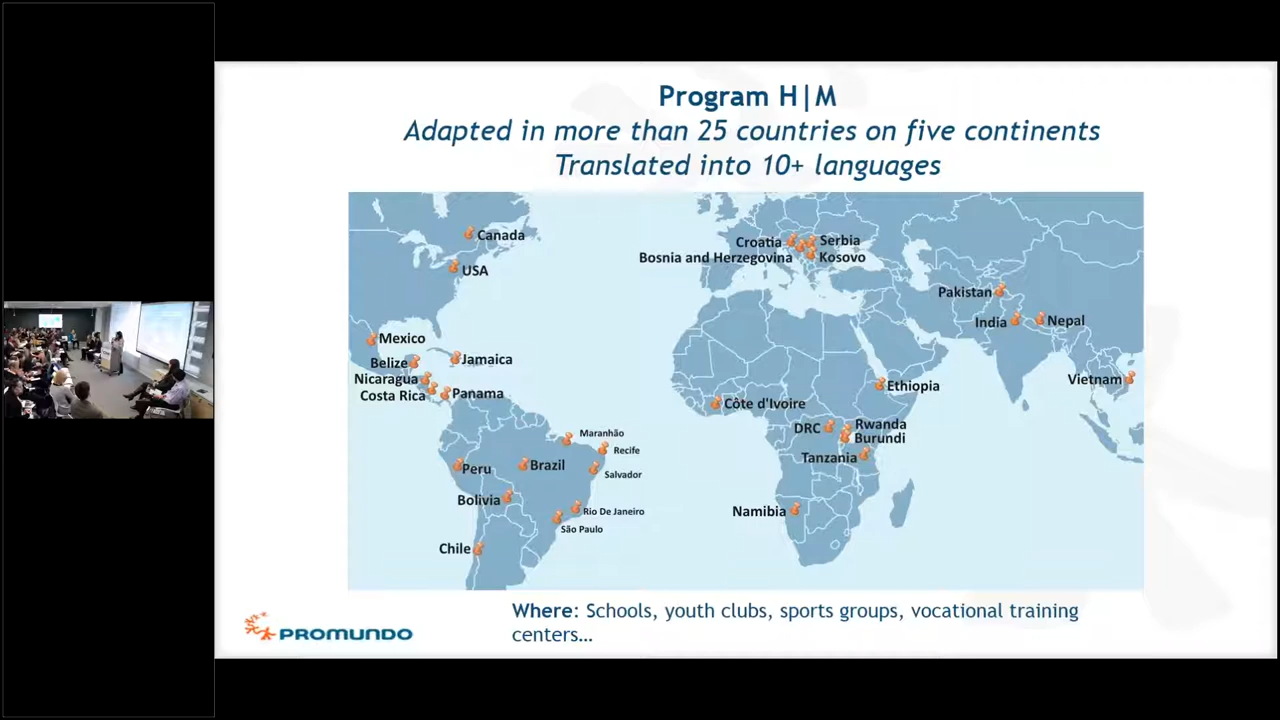 Program H|M
Adapted in more than 25 countries on five continents
Translated into 10+ languages
Canada
USA
Mexico
Belize
Jamaica
Nicaragua
Costa Rica
Panama
Maranhão
Recife
Peru
Brazil
Salvador
Bolivia
Rio De Janeiro
São Paulo
Chile
Croatia
Serbia
Bosnia and Herzegovina
Kosovo
Pakistan
India
Nepal
Vietnam
Ethiopia
Côte d'Ivoire
DRC
Rwanda
Burundi
Tanzania
Namibia
PROMUNDO
Where: Schools, youth clubs, sports groups, vocational training
centers...